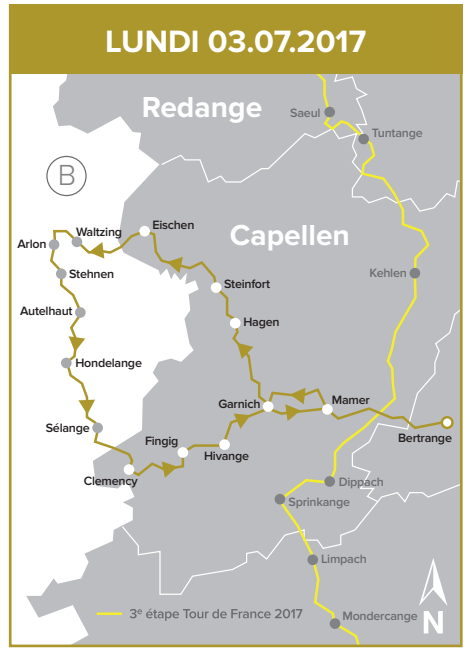 LUNDI 03.07.2017
Redange
Saeul
Tuntange
B
Eischen
Waltzing
Arlon
Capellen
Stehnen
Kehlen
Steinfort
Autelhaut
Hagen
Hondelange
Garnich
Mamer
Sélange
Bertrange
Fingig
Hivange
Clemency
Dippach
Sprinkange
Limpach
3e étape Tour de France 2017
Mondercange
N